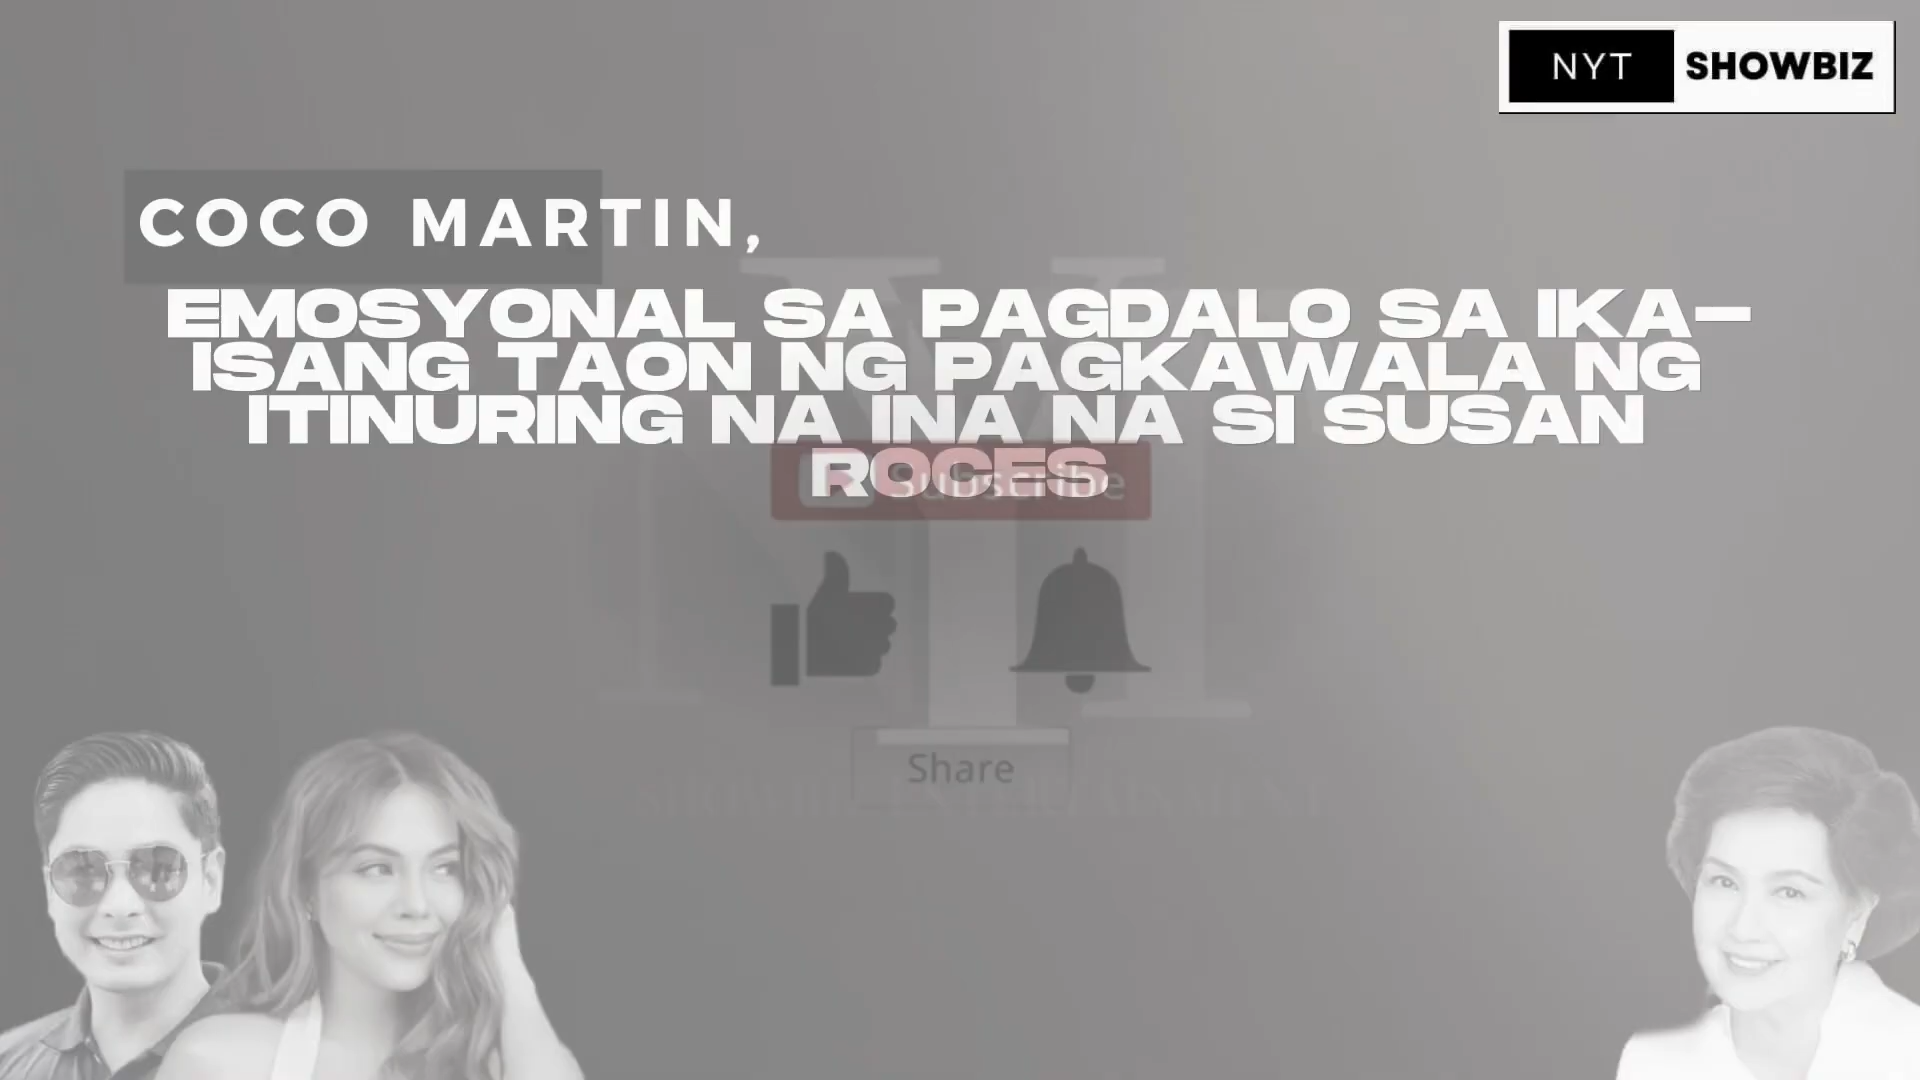 NYT SHOWBIZ
COCO MARTIN,
EMOSYONAL SA PAGDALO SA IKA-
ISANG TAON NG PAGKAWALA NG
ITINURING NA INA NA SI SUSAN
ROCES
Subscribe
Share